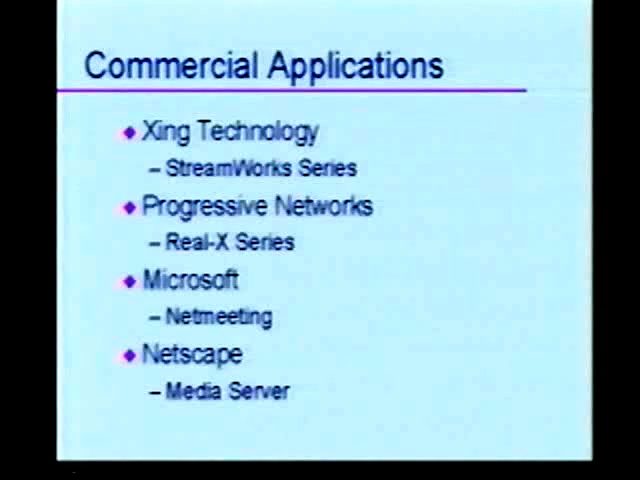 Commercial Applications
◆ Xing Technology
– StreamWorks Series
◆ Progressive Networks
– Real-X Series
◆ Microsoft
– Netmeeting
◆ Netscape
– Media Server